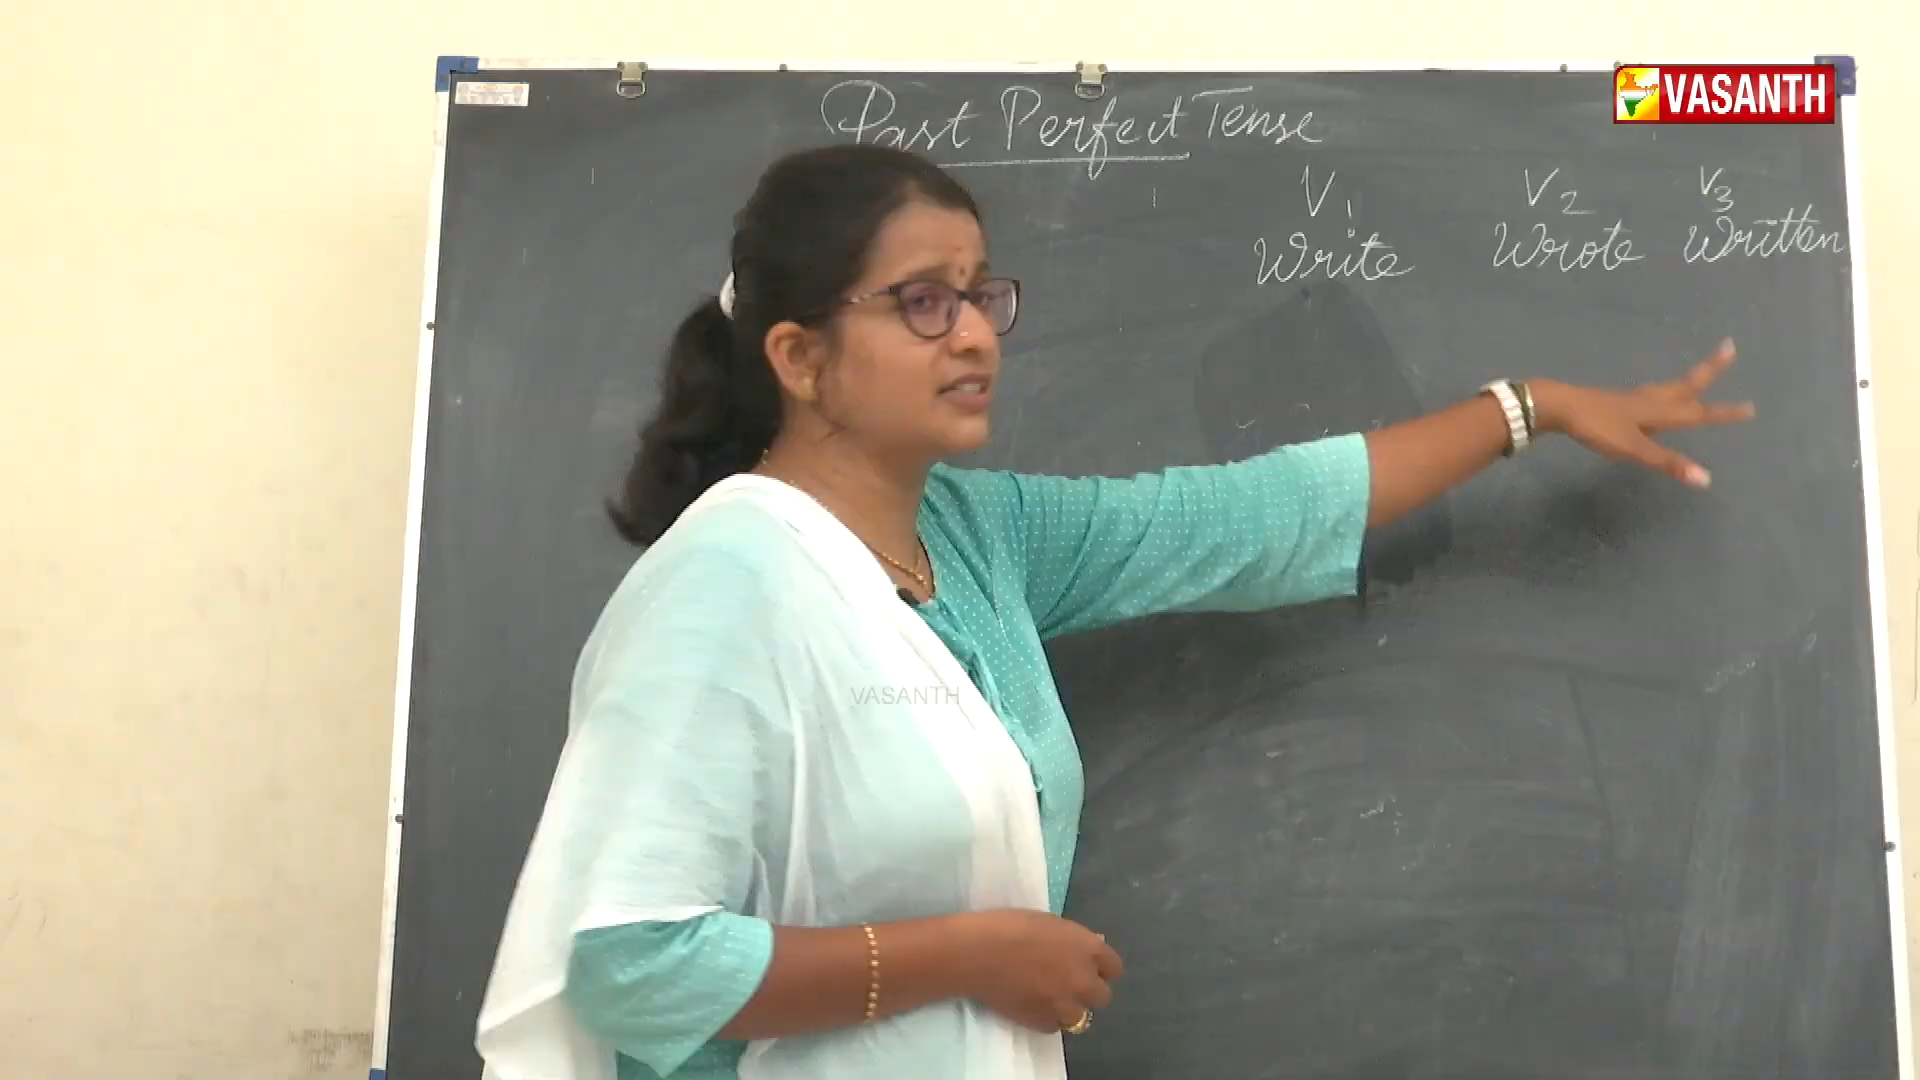 VASANTH
Past Perfect Tense
V1 V2 V3
Write Wrote Written
VASANTH